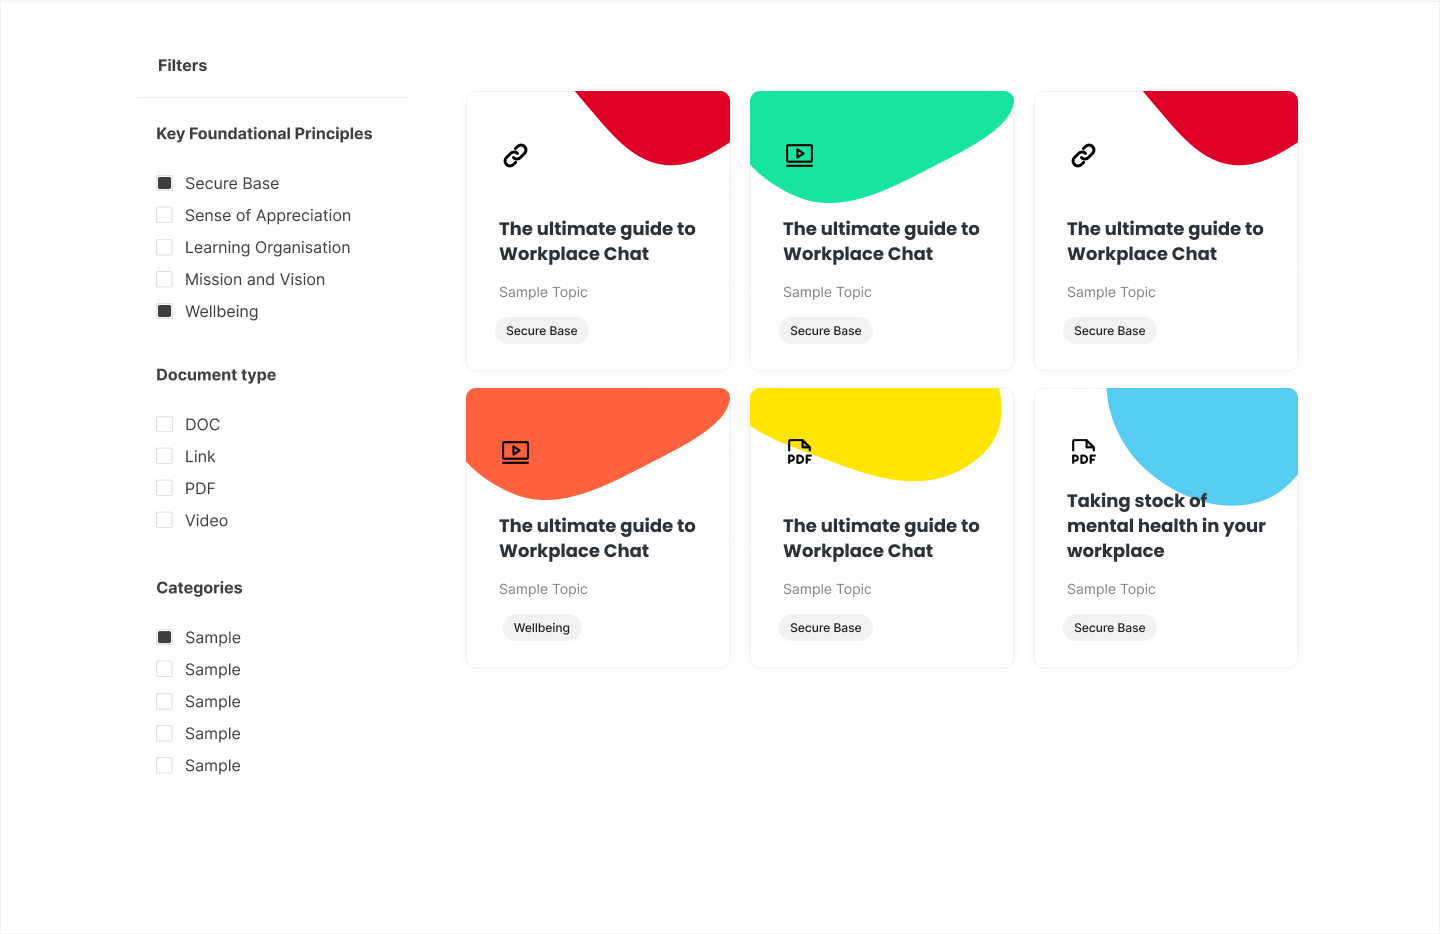 Filters
Key Foundational Principles
Secure Base
Sense of Appreciation
Learning Organisation
Mission and Vision
Wellbeing
Document type
DOC
Link
PDF
Video
Categories
Sample
Sample
Sample
Sample
Sample
The ultimate guide to
Workplace Chat
Sample Topic
Secure Base
The ultimate guide to
Workplace Chat
Sample Topic
Secure Base
The ultimate guide to
Workplace Chat
Sample Topic
Secure Base
The ultimate guide to
Workplace Chat
Sample Topic
Wellbeing
PDF
The ultimate guide to
Workplace Chat
Sample Topic
Secure Base
PDF
Taking stock of
mental health in your
workplace
Sample Topic
Secure Base